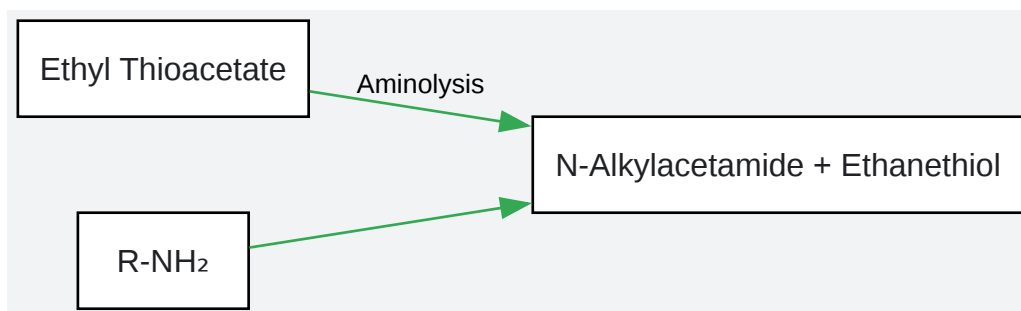 Ethyl Thioacetate
Aminolysis
N-Alkylacetamide + Ethanethiol
R-NH₂